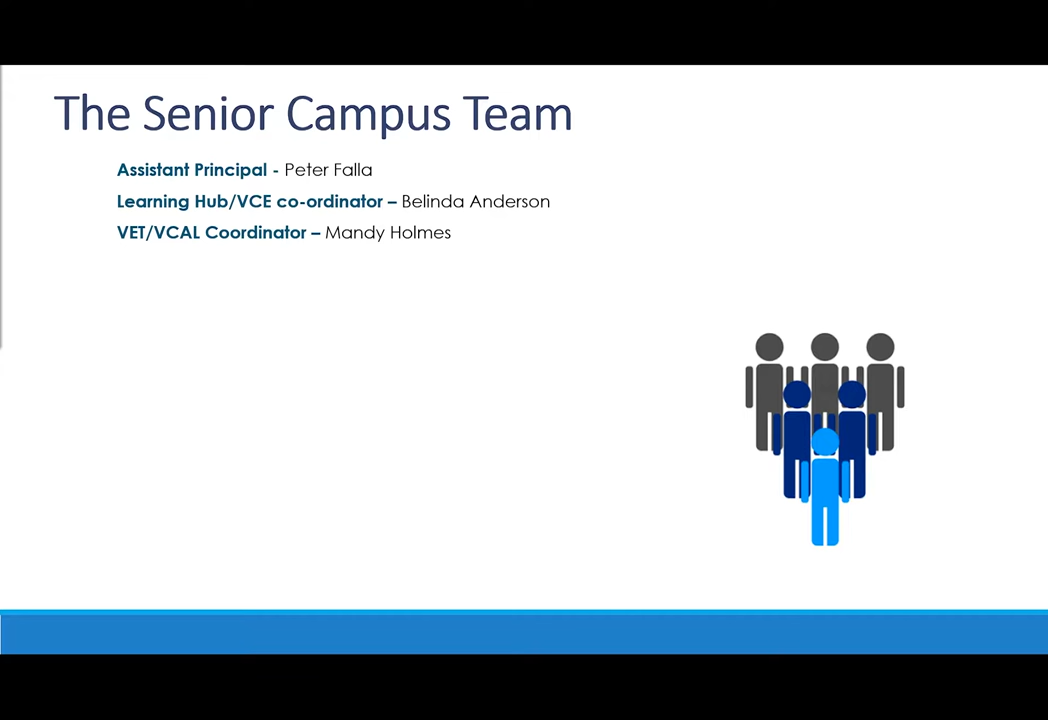 The Senior Campus Team
Assistant Principal - Peter Falla
Learning Hub/VCE co-ordinator – Belinda Anderson
VET/VCAL Coordinator – Mandy Holmes